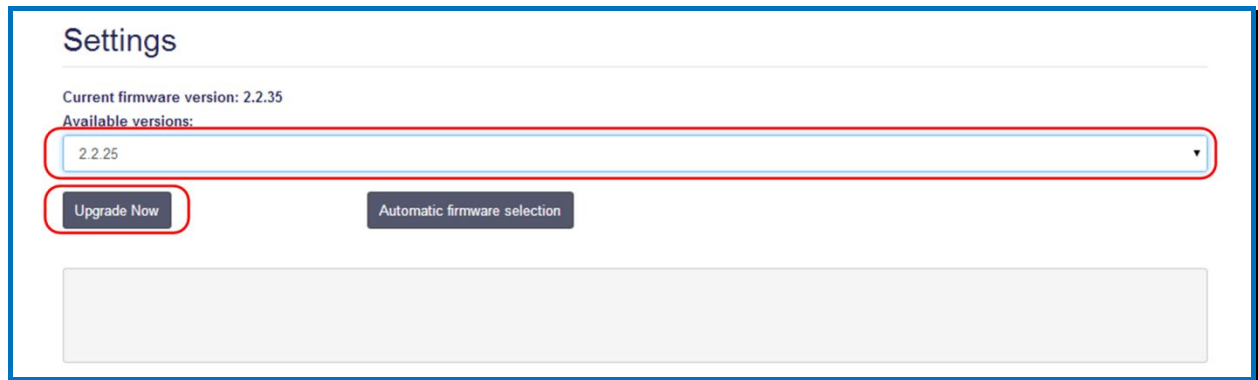 Settings
Current firmware version: 2.2.35
Available versions:
2.2.25
Upgrade Now Automatic firmware selection